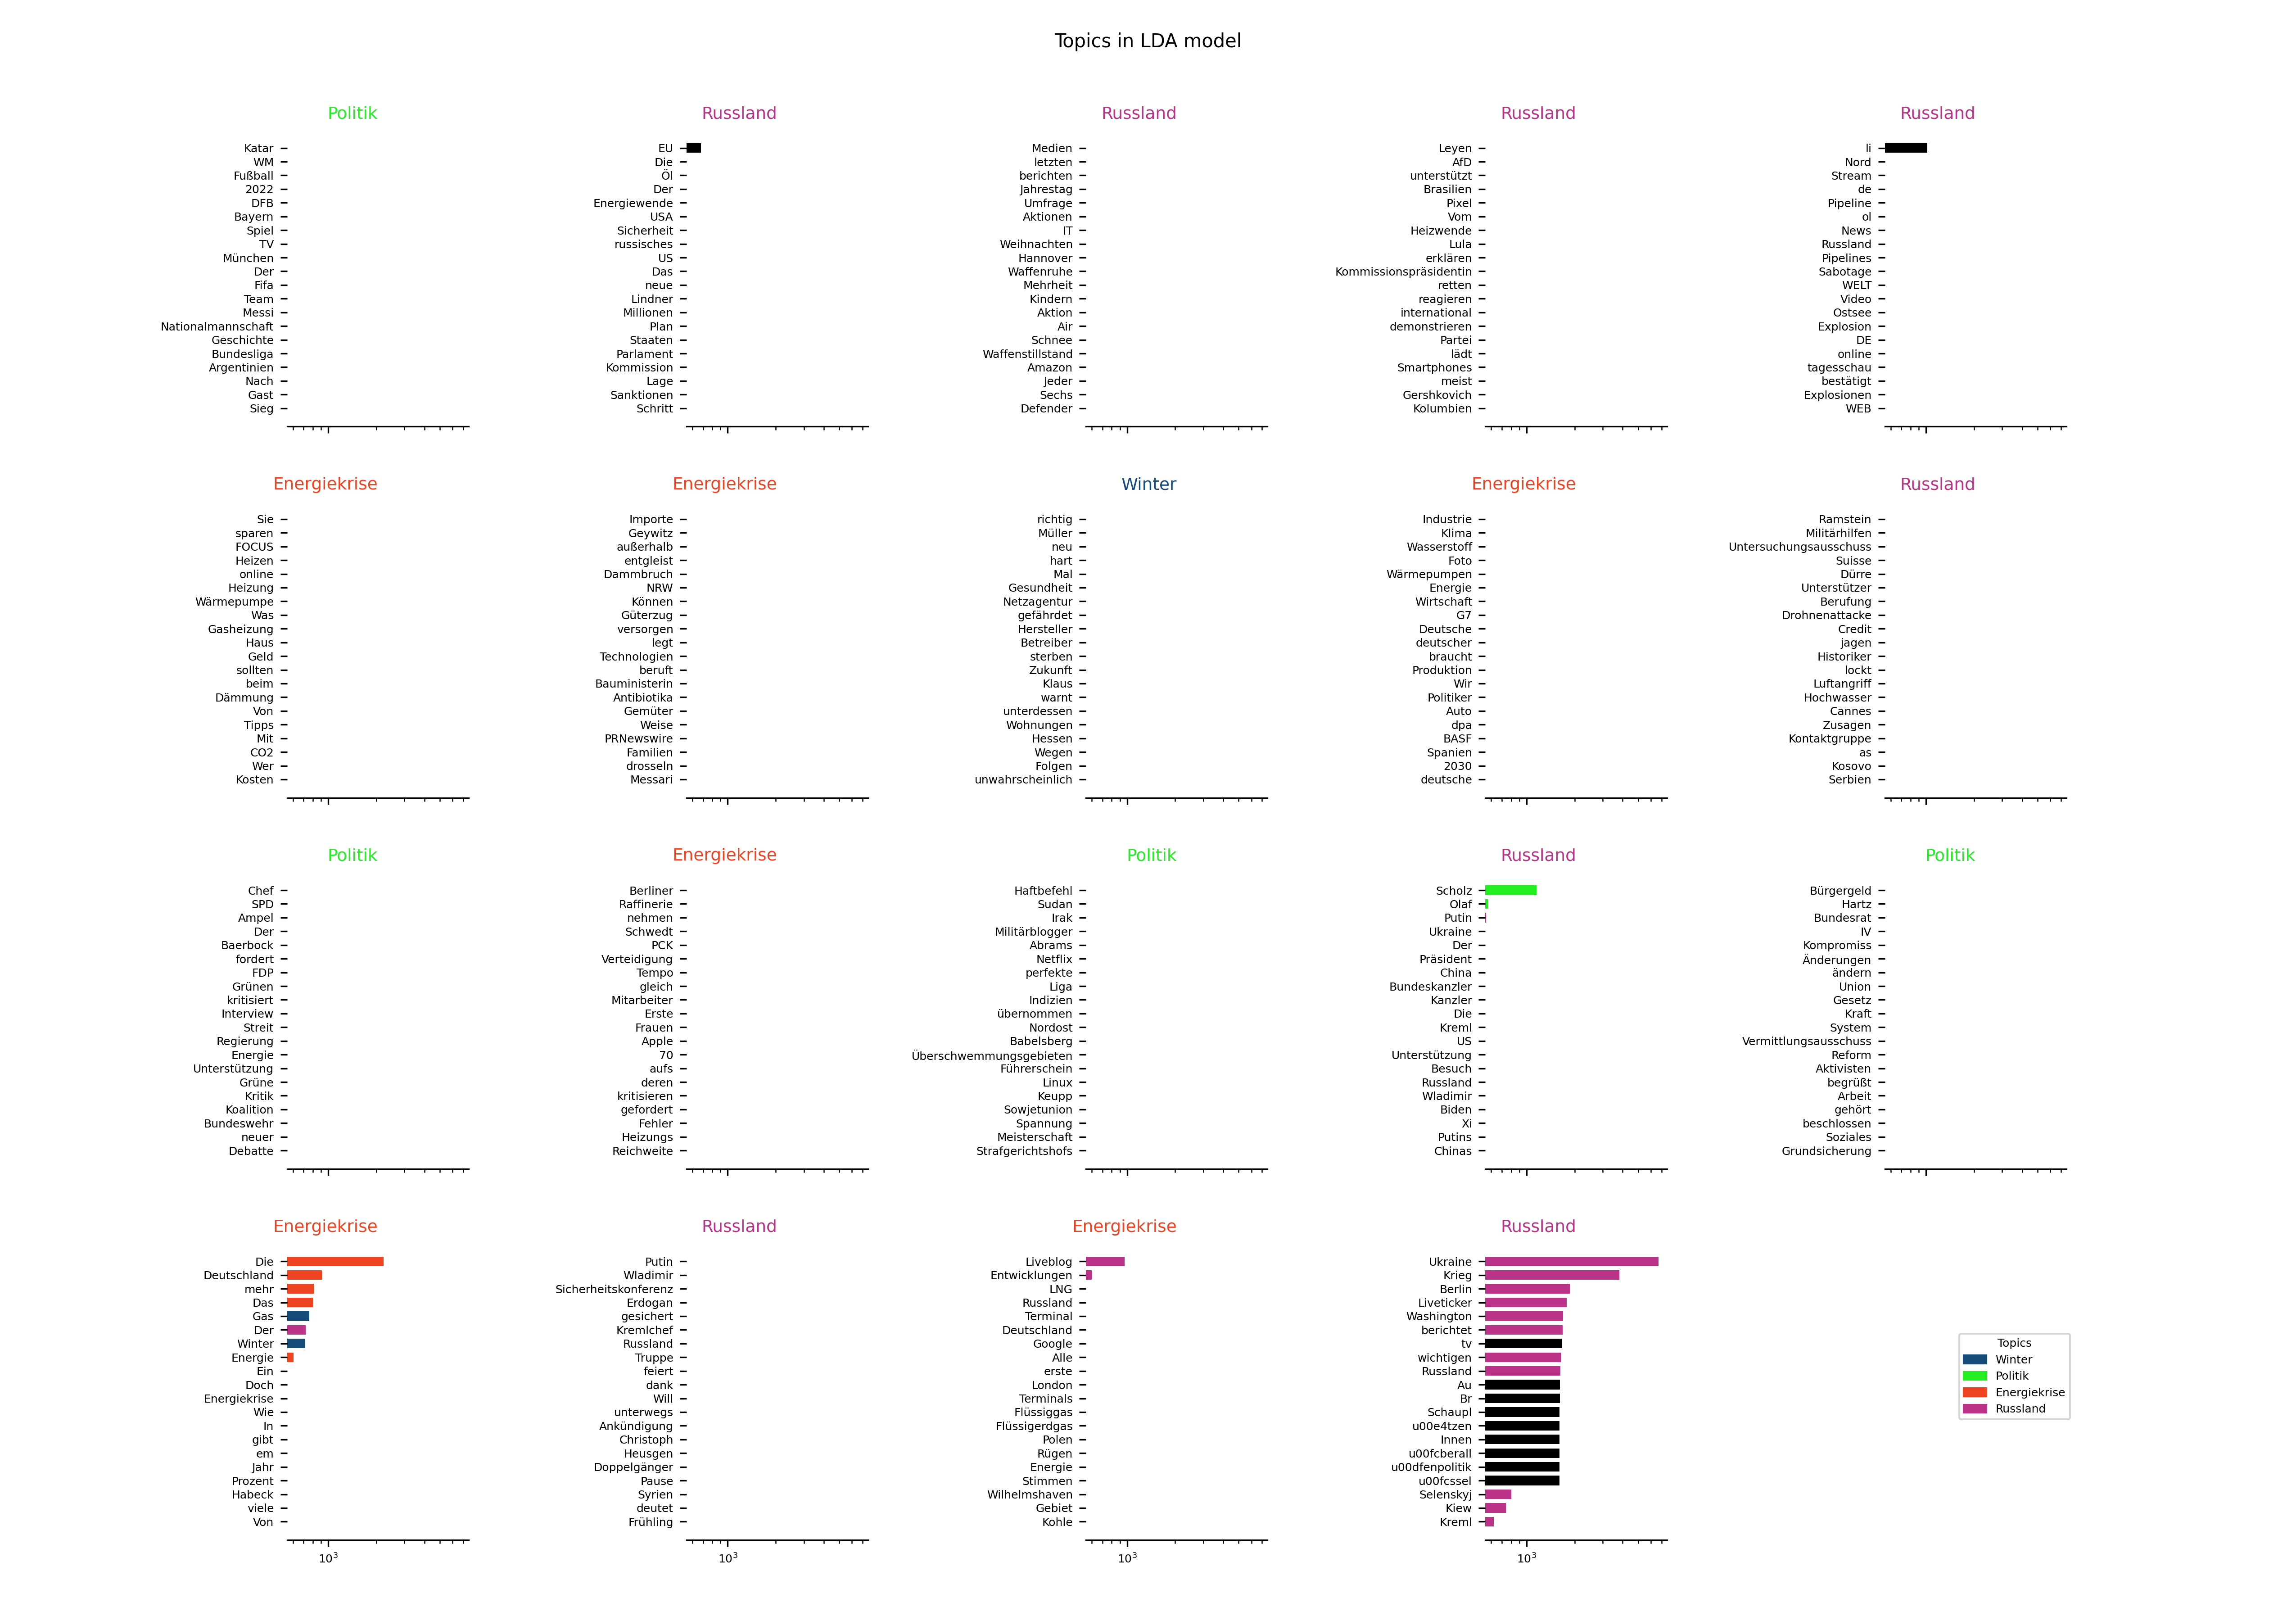 Topics in LDA model
Politik
Katar
WM
Fußball
2022
DFB
Bayern
Spiel
TV
München
Der
Fifa
Team
Messi
Nationalmannschaft
Geschichte
Bundesliga
Argentinien
Nach
Gast
Sieg
Russland
EU
Die
Öl
Der
Energiewende
USA
Sicherheit
russisches
US
Das
neue
Lindner
Millionen
Plan
Staaten
Parlament
Kommission
Lage
Sanktionen
Schritt
Russland
Medien
letzten
berichten
Jahrestag
Umfrage
Aktionen
IT
Weihnachten
Hannover
Waffenruhe
Mehrheit
Kindern
Aktion
Air
Schnee
Waffenstillstand
Amazon
Jeder
Sechs
Defender
Russland
Leyen
AfD
unterstützt
Brasilien
Pixel
Vom
Heizwende
Lula
erklären
Kommissionspräsidentin
retten
reagieren
international
demonstrieren
Partei
lädt
Smartphones
meist
Gershkovich
Kolumbien
Russland
li
Nord
Stream
de
Pipeline
ol
News
Russland
Pipelines
Sabotage
WELT
Video
Ostsee
Explosion
DE
online
tagesschau
bestätigt
Explosionen
WEB
Energiekrise
Sie
sparen
FOCUS
Heizen
online
Heizung
Wärmepumpe
Was
Gasheizung
Haus
Geld
sollten
beim
Dämmung
Von
Tipps
Mit
CO2
Wer
Kosten
Energiekrise
Importe
Geywitz
außerhalb
entgleist
Dammbruch
NRW
Können
Güterzug
versorgen
legt
Technologien
beruft
Bauministerin
Antibiotika
Gemüter
Weise
PRNewswire
Familien
drosseln
Messari
Winter
richtig
Müller
neu
hart
Mal
Gesundheit
Netzagentur
gefährdet
Hersteller
Betreiber
sterben
Zukunft
Klaus
warnt
unterdessen
Wohnungen
Hessen
Wegen
Folgen
unwahrscheinlich
Energiekrise
Industrie
Klima
Wasserstoff
Foto
Wärmepumpen
Energie
Wirtschaft
G7
Deutsche
deutscher
braucht
Produktion
Wir
Politiker
Auto
dpa
BASF
Spanien
2030
deutsche
Russland
Ramstein
Militärhilfen
Untersuchungsausschuss
Suisse
Dürre
Unterstützer
Berufung
Drohnenattacke
Credit
jagen
Historiker
lockt
Luftangriff
Hochwasser
Cannes
Zusagen
Kontaktgruppe
as
Kosovo
Serbien
Politik
Chef
SPD
Ampel
Der
Baerbock
fordert
FDP
Grünen
kritisiert
Interview
Streit
Regierung
Energie
Unterstützung
Grüne
Kritik
Koalition
Bundeswehr
neuer
Debatte
Energiekrise
Berliner
Raffinerie
nehmen
Schwedt
PCK
Verteidigung
Tempo
gleich
Mitarbeiter
Erste
Frauen
Apple
70
aufs
deren
kritisieren
gefordert
Fehler
Heizungs
Reichweite
Politik
Haftbefehl
Sudan
Irak
Militärblogger
Abrams
Netflix
perfekte
Liga
Indizien
übernommen
Nordost
Babelsberg
Überschwemmungsgebieten
Führerschein
Linux
Keupp
Sowjetunion
Spannung
Meisterschaft
Strafgerichtshofs
Russland
Scholz
Olaf
Putin
Ukraine
Der
Präsident
China
Bundeskanzler
Kanzler
Die
Kreml
US
Unterstützung
Besuch
Russland
Wladimir
Biden
Xi
Putins
Chinas
Politik
Bürgergeld
Hartz
Bundesrat
IV
Kompromiss
Änderungen
ändern
Union
Gesetz
Kraft
System
Vermittlungsausschuss
Reform
Aktivisten
begrüßt
Arbeit
gehört
beschlossen
Soziales
Grundsicherung
Energiekrise
Die
Deutschland
mehr
Das
Gas
Der
Winter
Energie
Ein
Doch
Energiekrise
Wie
In
gibt
em
Jahr
Prozent
Habeck
viele
Von
10³
Russland
Putin
Wladimir
Sicherheitskonferenz
Erdogan
gesichert
Kremlchef
Russland
Truppe
feiert
dank
Will
unterwegs
Ankündigung
Christoph
Heusgen
Doppelgänger
Pause
Syrien
deutet
Frühling
10³
Energiekrise
Liveblog
Entwicklungen
LNG
Russland
Terminal
Deutschland
Google
Alle
erste
London
Terminals
Flüssiggas
Flüssigerdgas
Polen
Rügen
Energie
Stimmen
Wilhelmshaven
Gebiet
Kohle
10³
Russland
Ukraine
Krieg
Berlin
Liveticker
Washington
berichtet
tv
wichtigen
Russland
Au
Br
Schaupl
u00e4tzen
Innen
u00fcberall
u00dfenpolitik
u00fcssel
Selenskyj
Kiew
Kreml
10³
Topics
Winter
Politik
Energiekrise
Russland